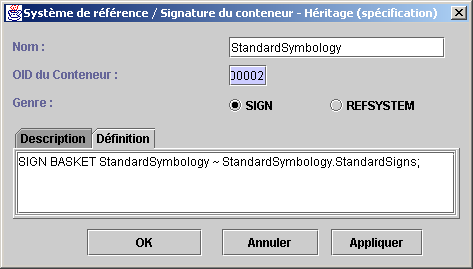 Système de référence / Signature du conteneur - Héritage (spécification)
Nom :
StandardSymbology
OID du Conteneur :
00002
Genre :
SIGN
REFSYSTEM
Description
Définition
SIGN BASKET StandardSymbology ~ StandardSymbology.StandardSigns;
OK
Annuler
Appliquer